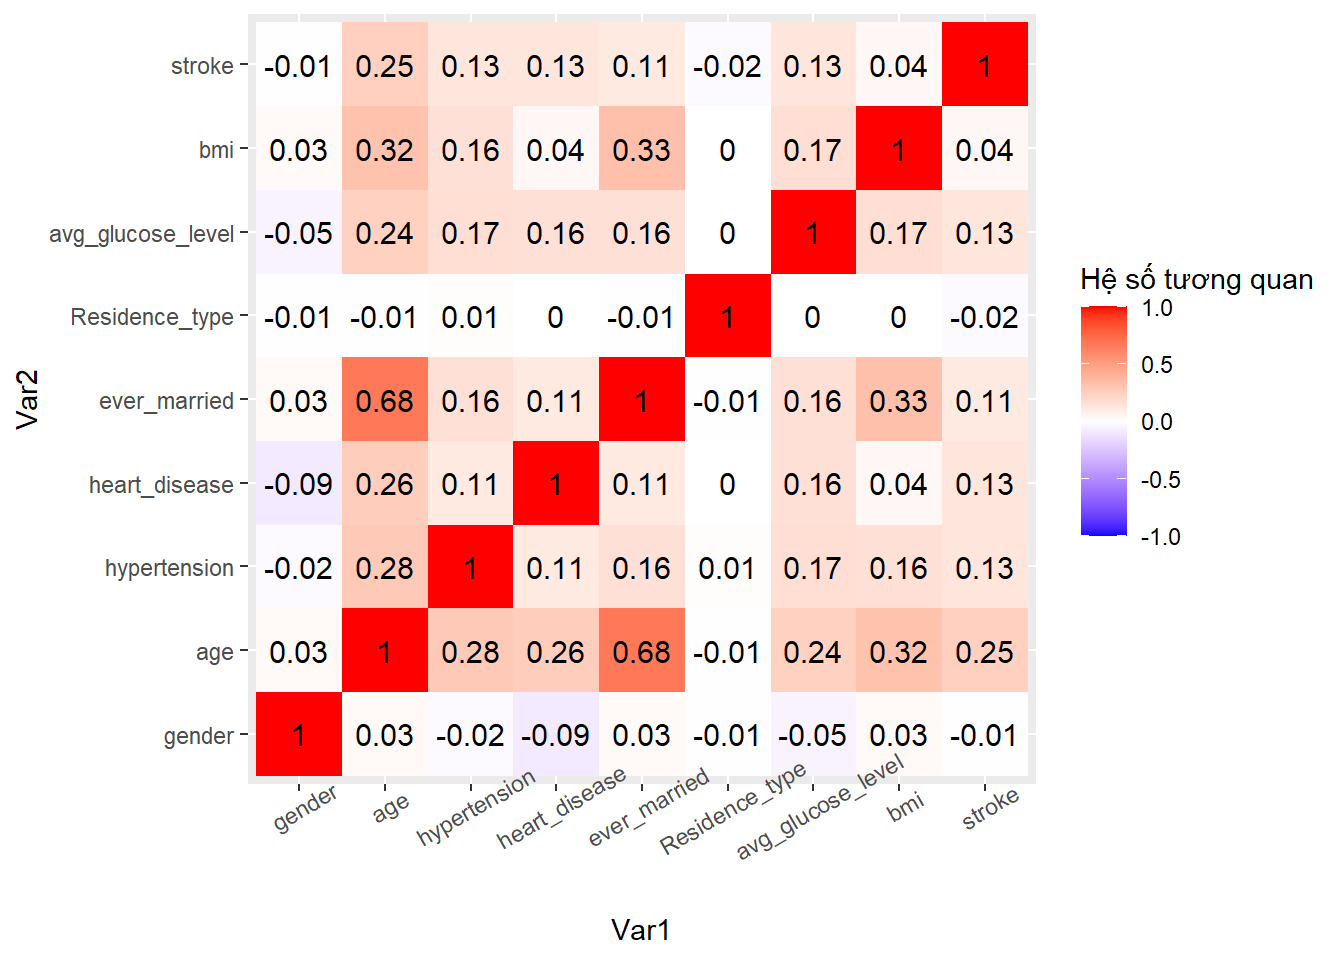 stroke -0.01 0.25 0.13 0.13 0.11 -0.02 0.13 0.04 1
bmi 0.03 0.32 0.16 0.04 0.33 0 0.17 1 0.04
avg_glucose_level -0.05 0.24 0.17 0.16 0.16 0 1 0.17 0.13
Residence_type -0.01 -0.01 0.01 0 -0.01 1 0 0 -0.02
ever_married 0.03 0.68 0.16 0.11 1 -0.01 0.16 0.33 0.11
heart_disease -0.09 0.26 0.11 1 0.11 0 0.16 0.04 0.13
hypertension -0.02 0.28 1 0.11 0.16 0.01 0.17 0.16 0.13
age 0.03 1 0.28 0.26 0.68 -0.01 0.24 0.32 0.25
gender 1 0.03 -0.02 -0.09 0.03 -0.01 -0.05 0.03 -0.01
gender age hypertension heart_disease ever_married Residence_type avg_glucose_level bmi stroke
Var1
Var2
Hệ số tương quan
1.0
0.5
0.0
-0.5
-1.0